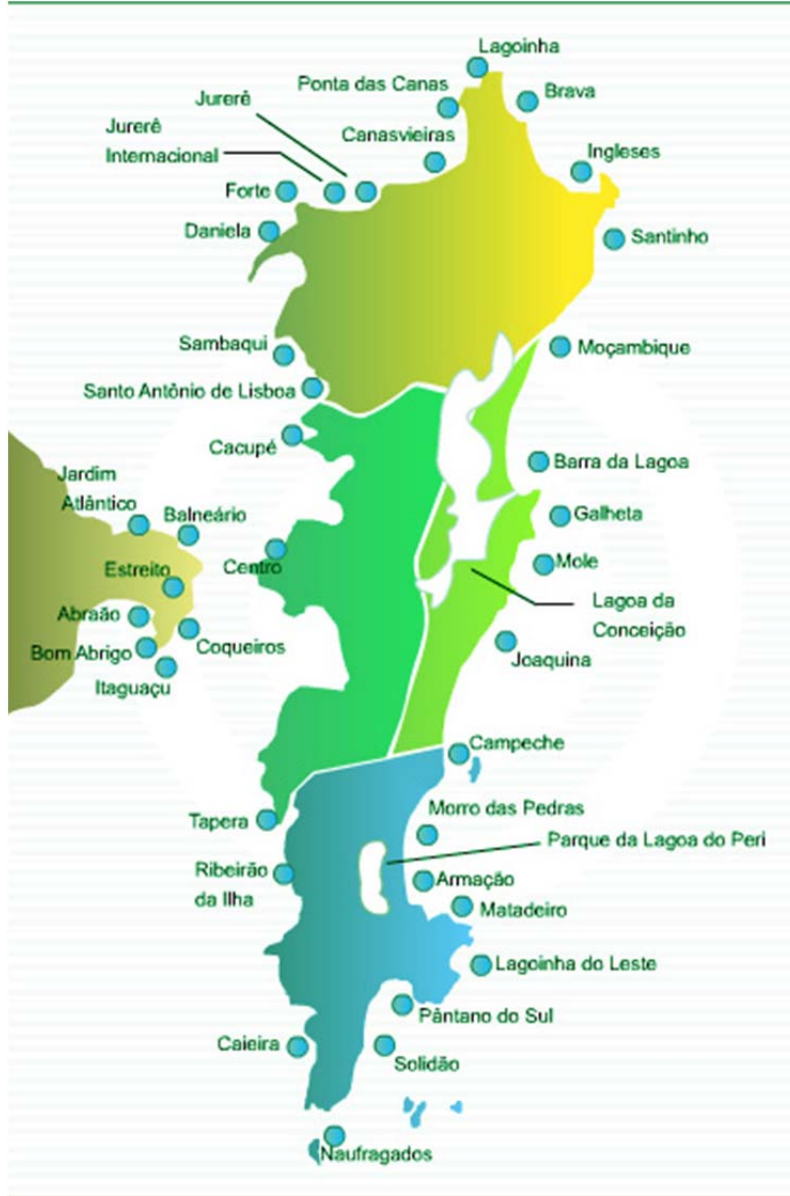 Lagoinha
Ponta das Canas
Brava
Jurerê
Jurerê
Internacional
Canasvieiras
Ingleses
Forte
Daniela
Santinho
Sambaqui
Moçambique
Santo Antônio de Lisboa
Cacupé
Barra da Lagoa
Jardim
Atlântico
Balneário
Galheta
Estreito
Centro
Mole
Abraão
Lagoa da
Conceição
Bom Abrigo
Coqueiros
Joaquina
Itaguaçu
Campeche
Morro das Pedras
Tapera
Parque da Lagoa do Peri
Ribeirão
da Ilha
Armação
Matadeiro
Lagoinha do Leste
Pântano do Sul
Caieira
Solidão
Naufragados